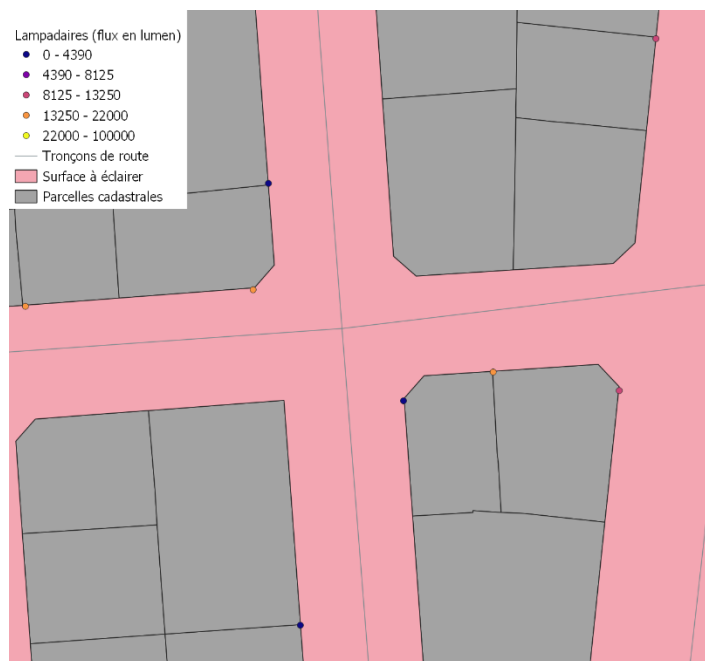 Lampadaires (flux en lumen)
0 - 4390
4390 - 8125
8125 - 13250
13250 - 22000
22000 - 100000
Tronçons de route
Surface à éclairer
Parcelles cadastrales